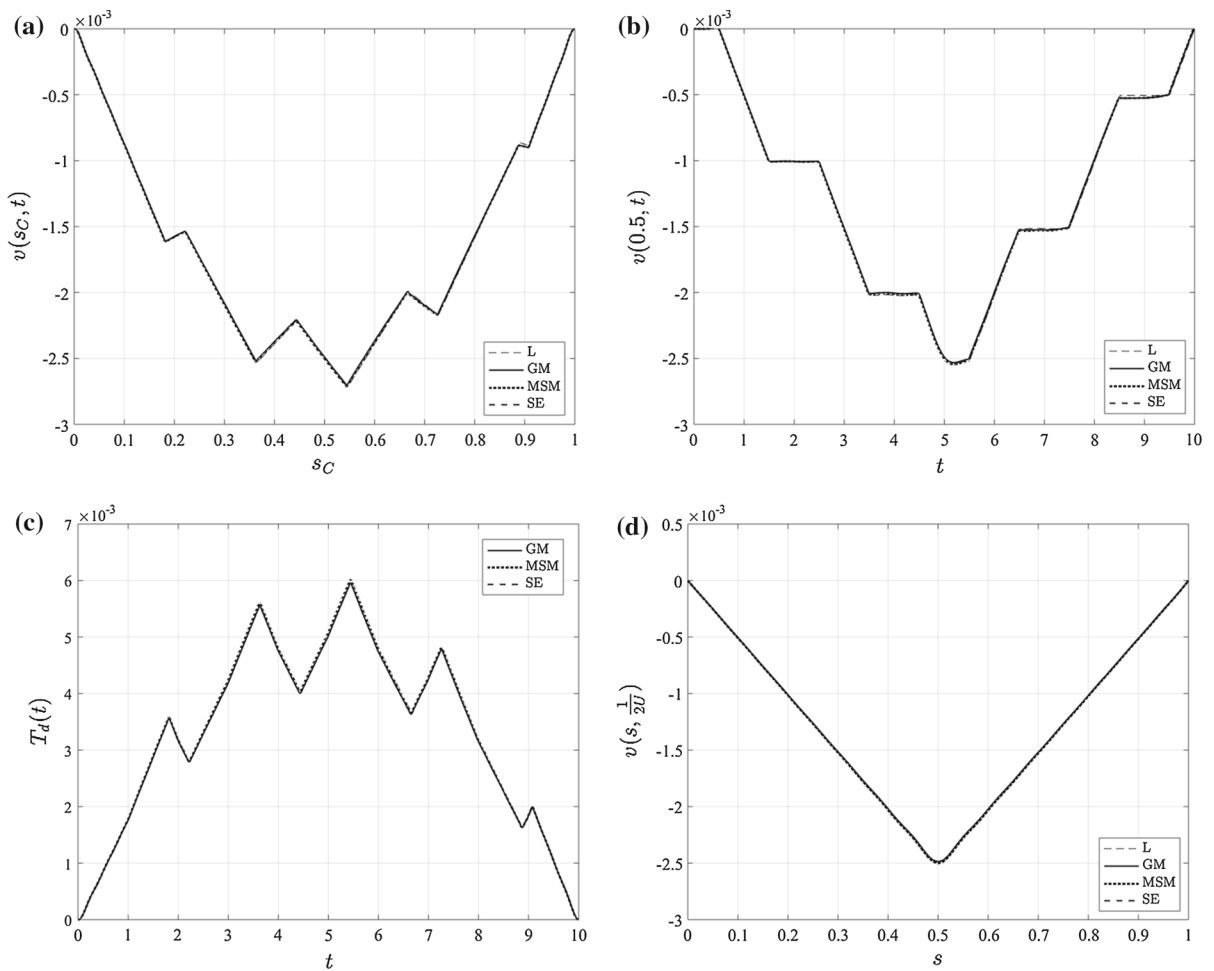 (a)
×10⁻³
0
-0.5
-1
-1.5
-2
-2.5
-3
v(s_C, t)
0 0.1 0.2 0.3 0.4 0.5 0.6 0.7 0.8 0.9 1
s_C
L
GM
MSM
SE
(b)
×10⁻³
0
-0.5
-1
-1.5
-2
-2.5
-3
v(0.5, t)
0 1 2 3 4 5 6 7 8 9 10
t
L
GM
MSM
SE
(c)
×10⁻³
7
6
5
4
3
2
1
0
T_d(t)
0 1 2 3 4 5 6 7 8 9 10
t
GM
MSM
SE
(d)
×10⁻³
0.5
0
-0.5
-1
-1.5
-2
-2.5
-3
v(s, 1/2U)
0 0.1 0.2 0.3 0.4 0.5 0.6 0.7 0.8 0.9 1
s
L
GM
MSM
SE